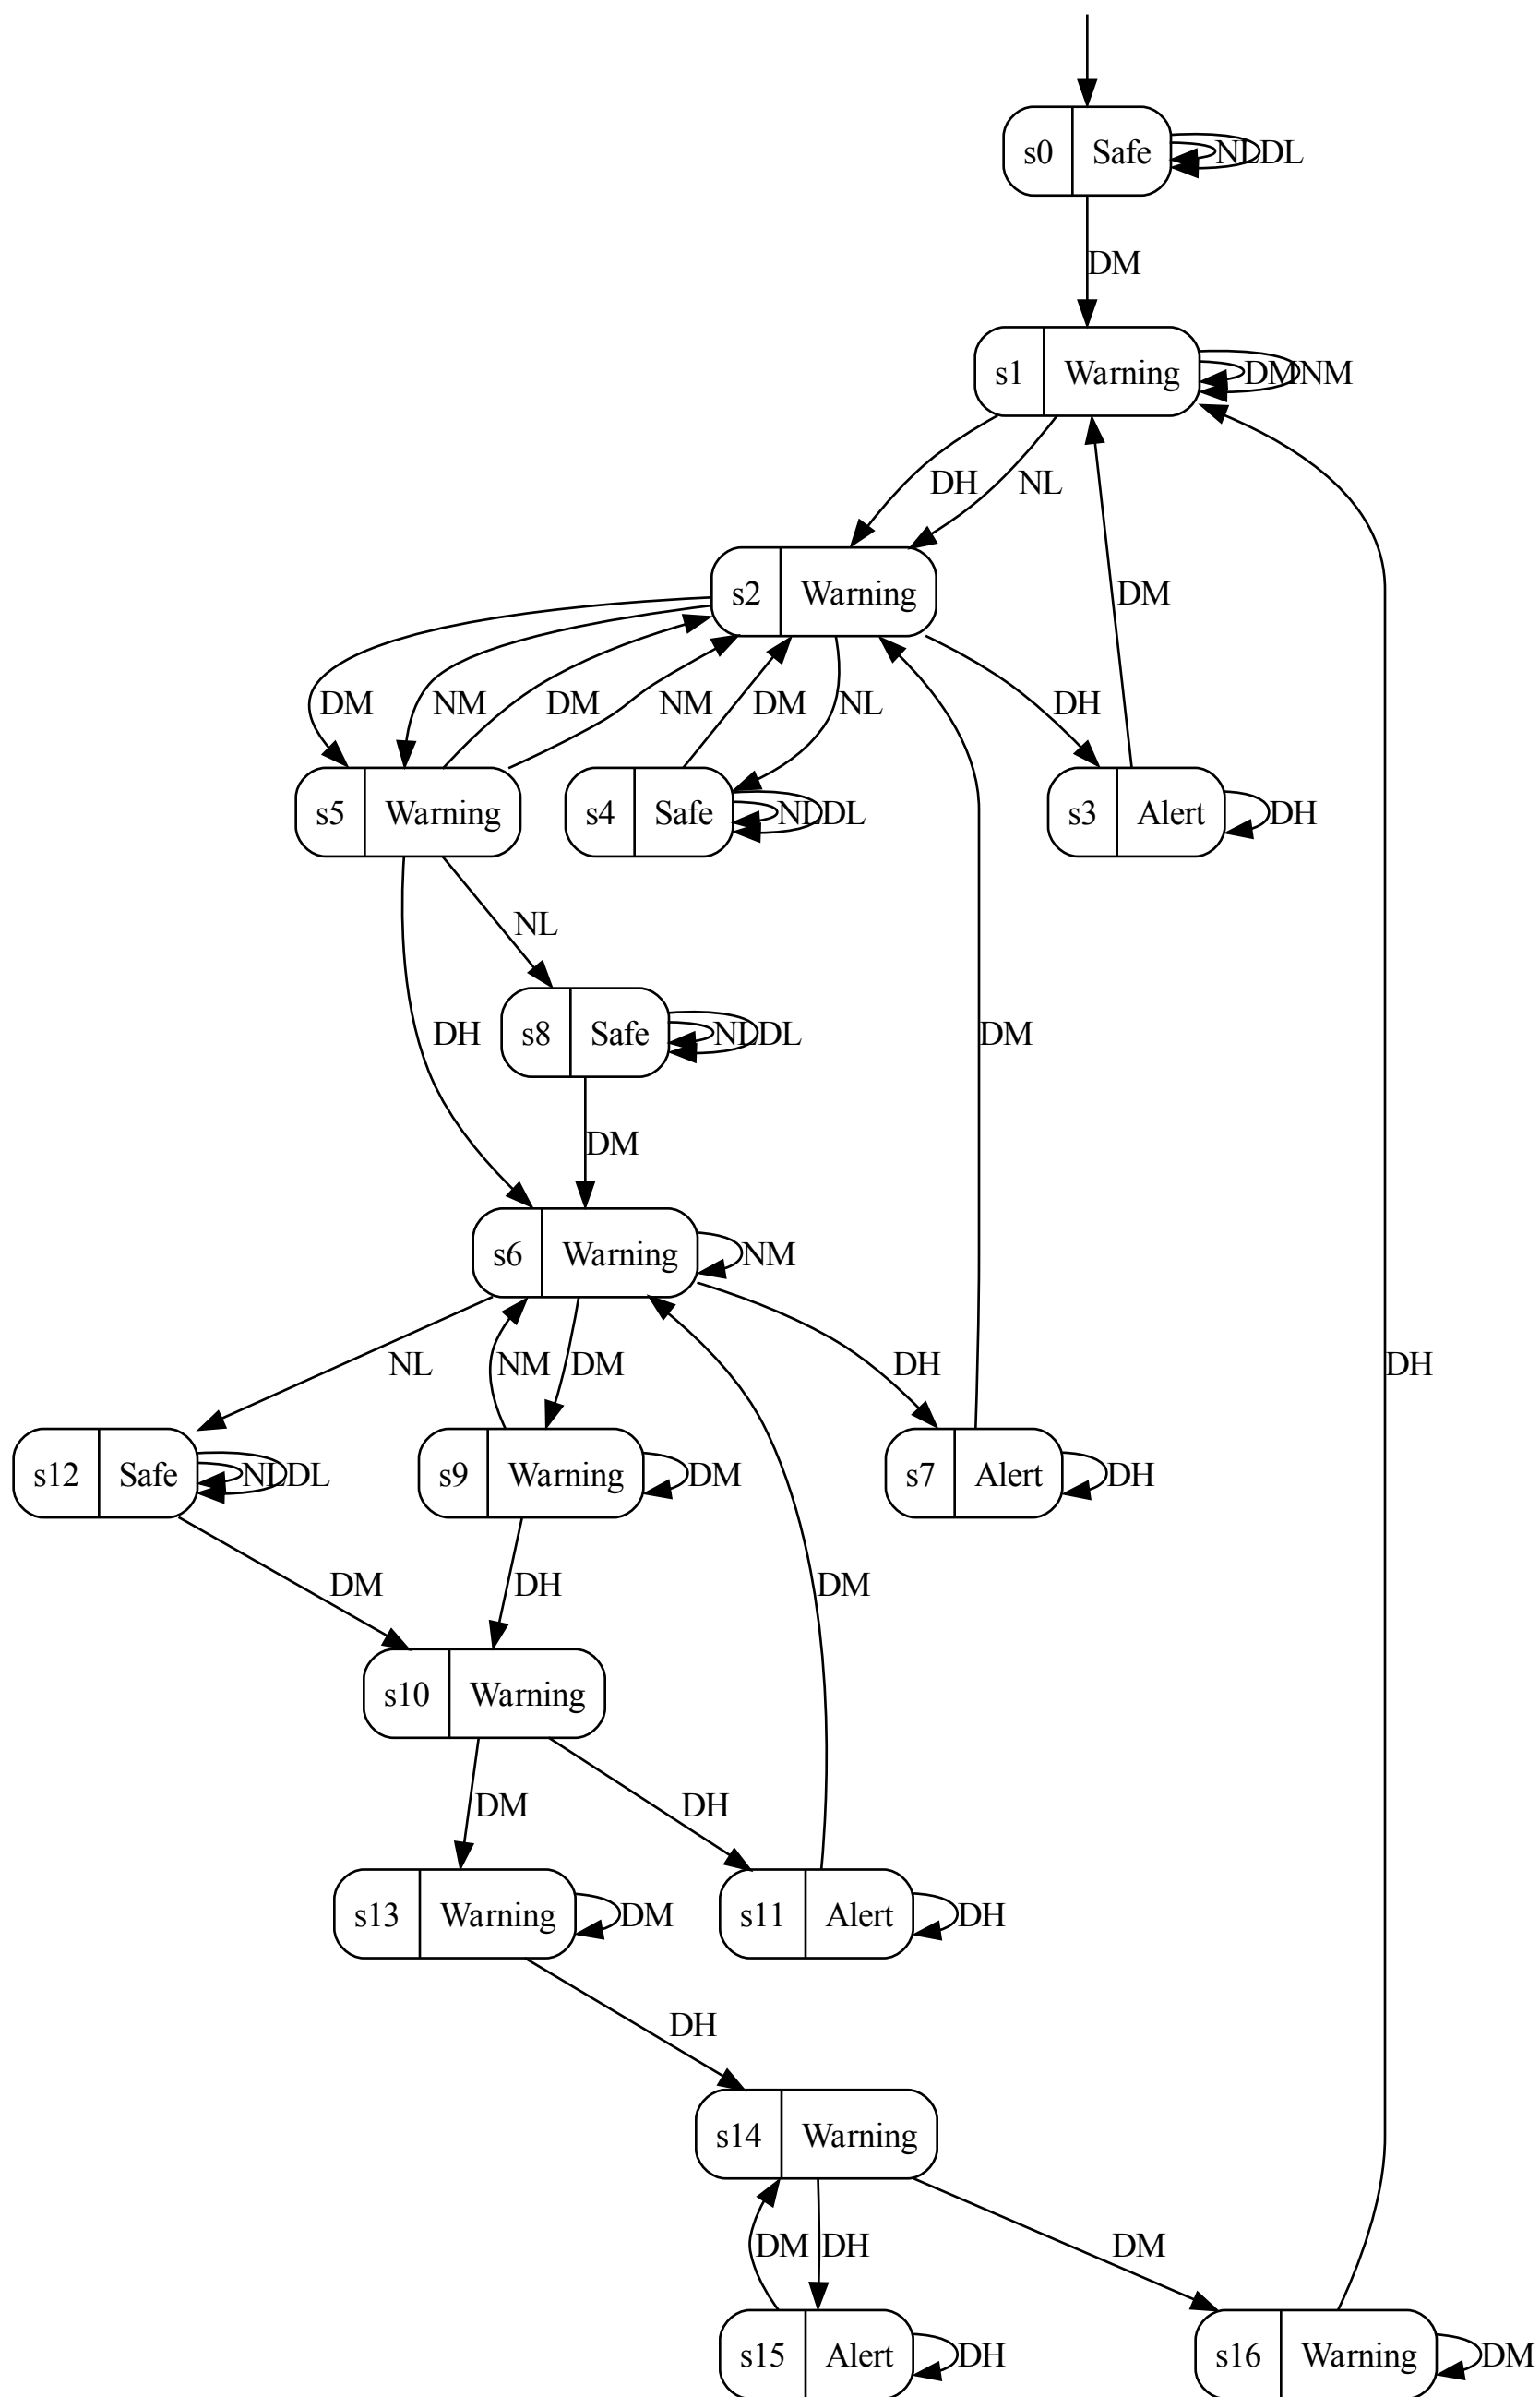 s0 Safe NL DL
DM
s1 Warning DM NM
DH NL
s2 Warning DM
DM NM DM NM DM NL DH
s5 Warning s4 Safe NL DL s3 Alert DH
NL
s8 Safe NL DL
DH DM
DM
s6 Warning NM
NL NM DM DH DH
s12 Safe NL DL s9 Warning DM s7 Alert DH
DM DH DM
s10 Warning
DM DH
s13 Warning DM s11 Alert DH
DH
s14 Warning
DM DH DM
s15 Alert DH s16 Warning DM